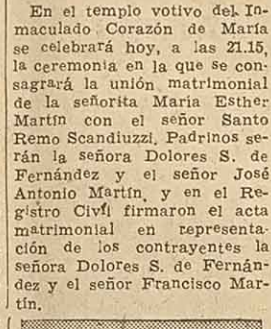 En el templo votivo del In-
maculado Corazón de María
se celebrará hoy, a las 21.15,
la ceremonia en la que se con-
sagrará la unión matrimonial
de la señorita María Esther
Martín con el señor Santo
Remo Scandiuzzi. Padrinos se-
rán la señora Dolores S. de
Fernández y el señor José
Antonio Martín, y en el Re-
gistro Civil firmaron el acta
matrimonial en representa-
ción de los contrayentes la
señora Dolores S. de Fernán-
dez y el señor Francisco Mar-
tín.